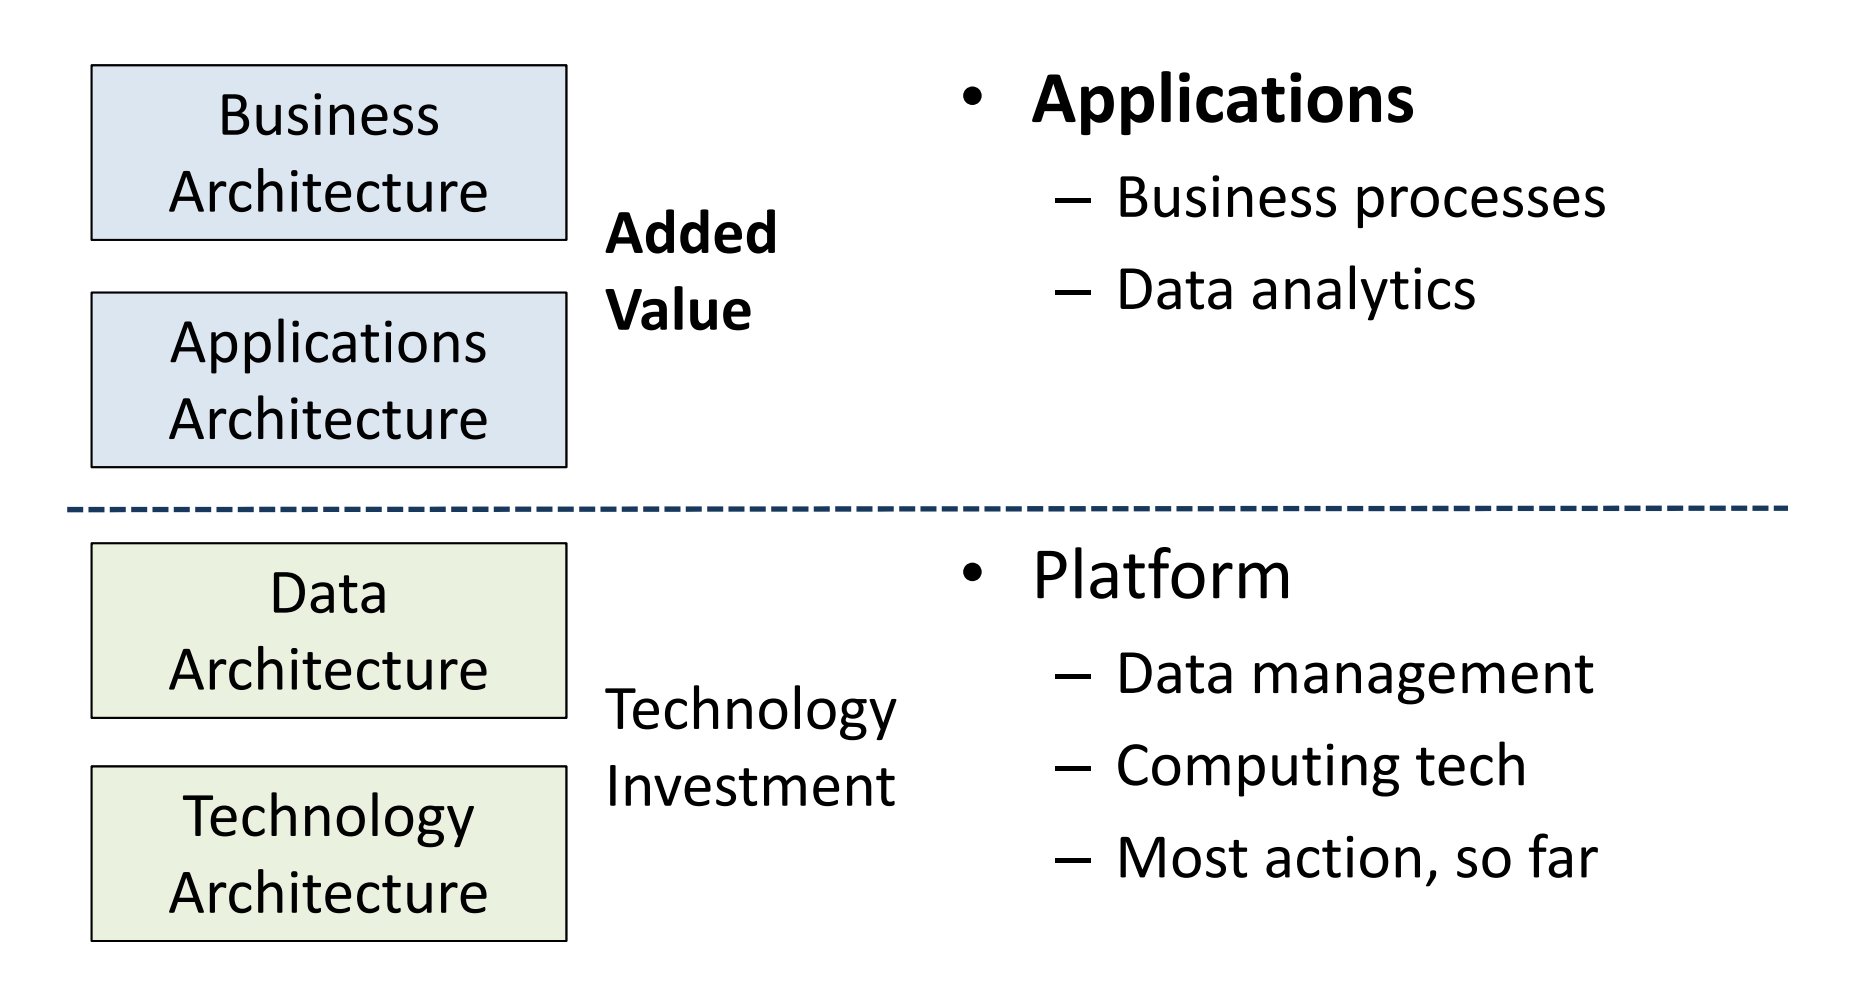 Business
Architecture
Applications
Architecture
Added
Value
• Applications
– Business processes
– Data analytics
Data
Architecture
Technology
Architecture
Technology
Investment
• Platform
– Data management
– Computing tech
– Most action, so far